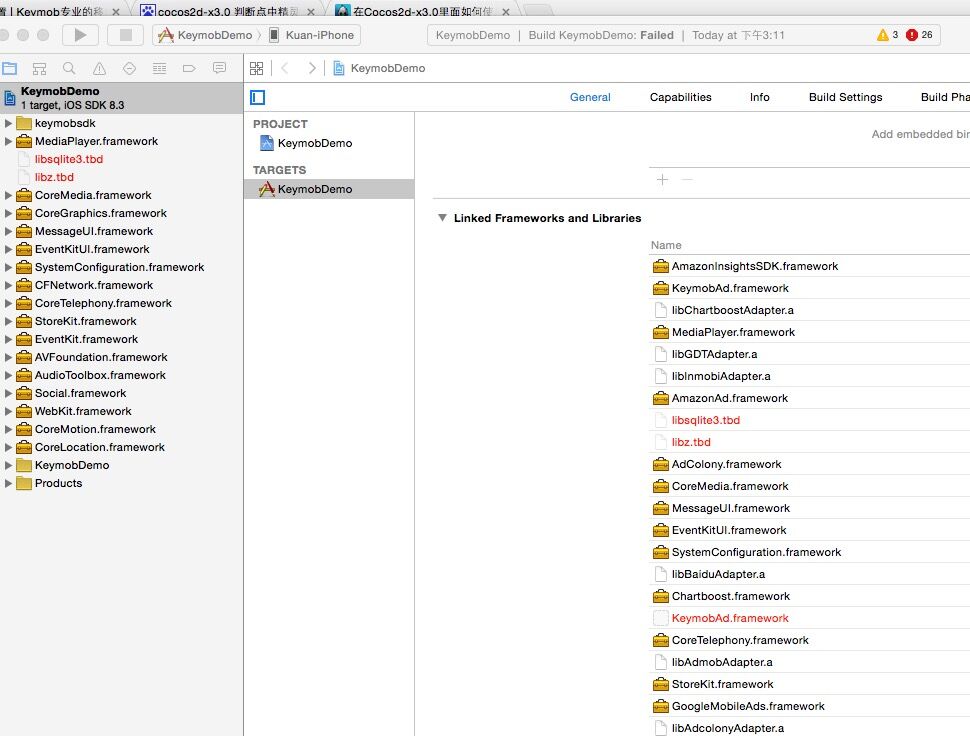 置 | Keymob专业的移
cocos2d-x3.0 判断点中精灵
在Cocos2d-x3.0里面如何使
KeymobDemo
Kuan-iPhone
KeymobDemo | Build KeymobDemo: Failed | Today at 下午3:11
3
26
KeymobDemo
KeymobDemo
1 target, iOS SDK 8.3
keymobsdk
MediaPlayer.framework
libsqlite3.tbd
libz.tbd
CoreMedia.framework
CoreGraphics.framework
MessageUI.framework
EventKitUI.framework
SystemConfiguration.framework
CFNetwork.framework
CoreTelephony.framework
StoreKit.framework
EventKit.framework
AVFoundation.framework
AudioToolbox.framework
Social.framework
WebKit.framework
CoreMotion.framework
CoreLocation.framework
KeymobDemo
Products
PROJECT
KeymobDemo
TARGETS
KeymobDemo
General
Capabilities
Info
Build Settings
Build Pha
Add embedded bin
Linked Frameworks and Libraries
Name
AmazonInsightsSDK.framework
KeymobAd.framework
libChartboostAdapter.a
MediaPlayer.framework
libGDTAdapter.a
libInmobiAdapter.a
AmazonAd.framework
libsqlite3.tbd
libz.tbd
AdColony.framework
CoreMedia.framework
MessageUI.framework
EventKitUI.framework
SystemConfiguration.framework
libBaiduAdapter.a
Chartboost.framework
KeymobAd.framework
CoreTelephony.framework
libAdmobAdapter.a
StoreKit.framework
GoogleMobileAds.framework
libAdcolonyAdapter.a